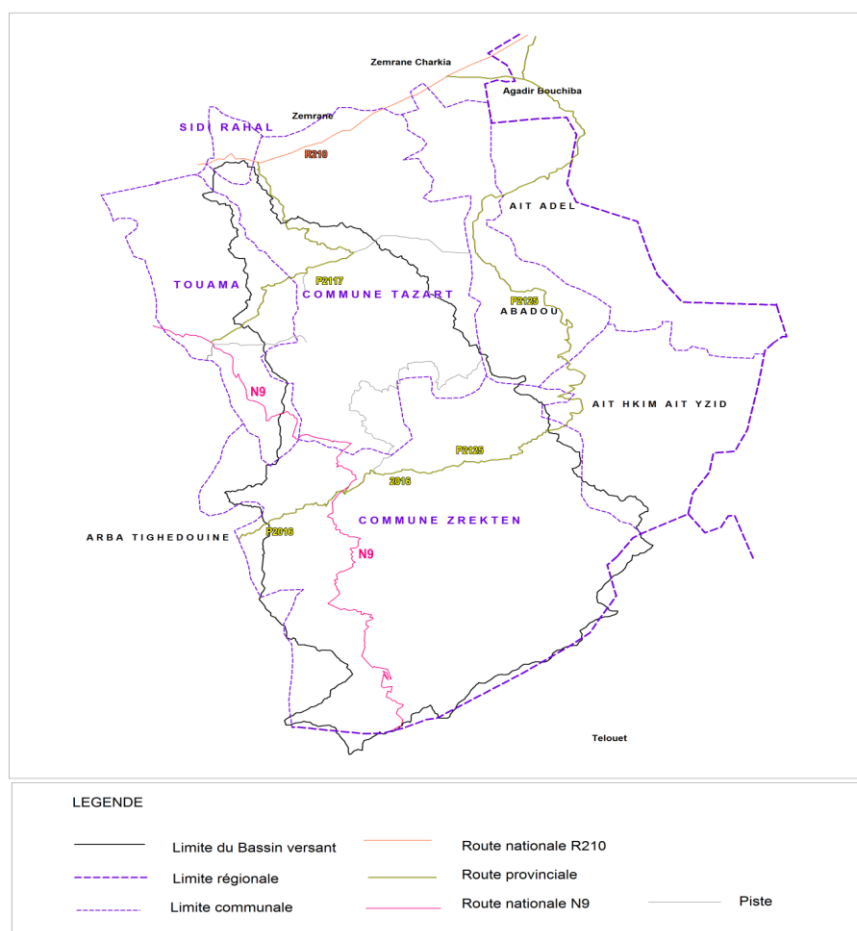 Zemrane Charkia
Agadir Bouchiba
Zemrane
SIDI RAHAL
R210
AIT ADEL
TOUAMA
P2117
COMMUNE TAZART
P2125
ABADOU
N9
AIT HKIM AIT YZID
P2125
2016
COMMUNE ZREKTEN
ARBA TIGHEDOUINE
P2016
N9
Telouet
LEGENDE
Limite du Bassin versant
Route nationale R210
Limite régionale
Route provinciale
Limite communale
Route nationale N9
Piste